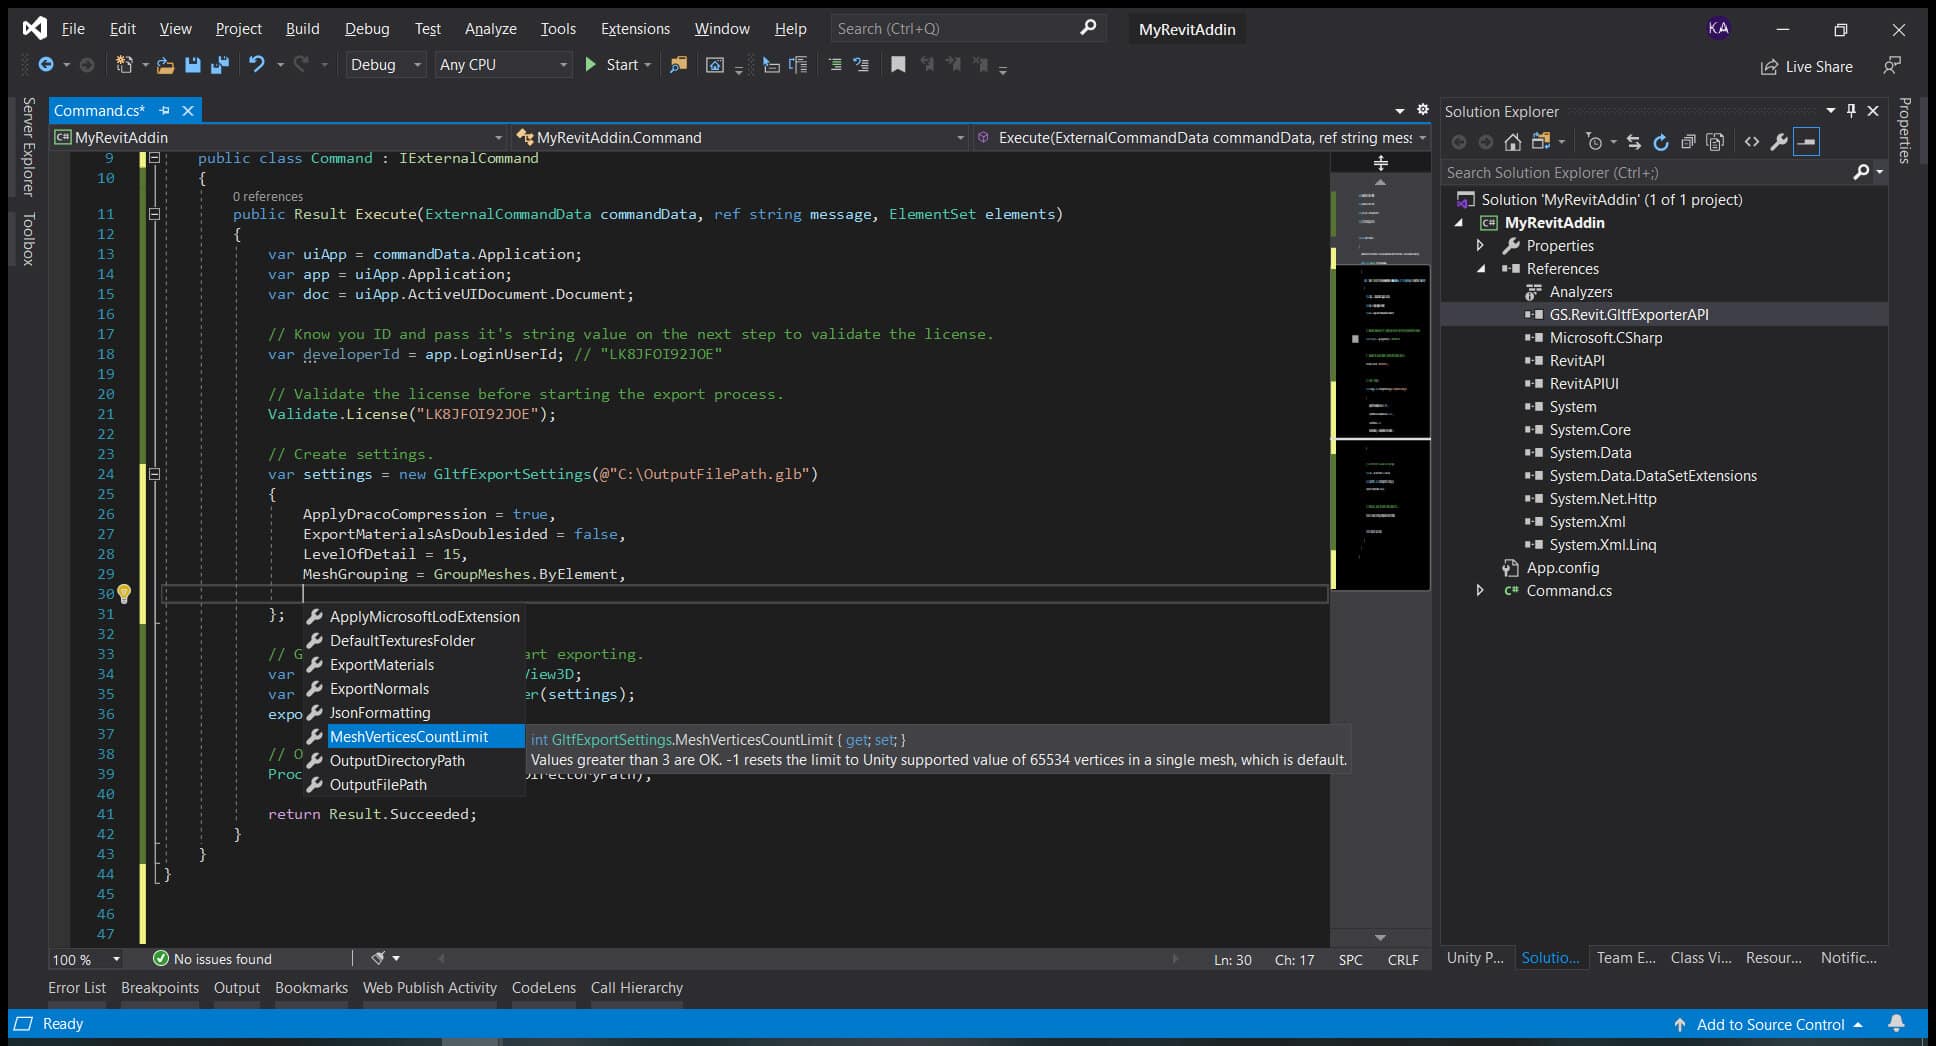 File Edit View Project Build Debug Test Analyze Tools Extensions Window Help Search (Ctrl+Q) MyRevitAddin KA
Debug Any CPU Start Live Share
Server Explorer
Toolbox
Command.cs*
MyRevitAddin MyRevitAddin.Command Execute(ExternalCommandData commandData, ref string mess
9 public class Command : IExternalCommand
10 {
0 references
11 public Result Execute(ExternalCommandData commandData, ref string message, ElementSet elements)
12 {
13 var uiApp = commandData.Application;
14 var app = uiApp.Application;
15 var doc = uiApp.ActiveUIDocument.Document;
16
17 // Know you ID and pass it's string value on the next step to validate the license.
18 var developerId = app.LoginUserId; // "LK8JFOI92JOE"
19
20 // Validate the license before starting the export process.
21 Validate.License("LK8JFOI92JOE");
22
23 // Create settings.
24 var settings = new GltfExportSettings(@"C:\OutputFilePath.glb")
25 {
26 ApplyDracoCompression = true,
27 ExportMaterialsAsDoublesided = false,
28 LevelOfDetail = 15,
29 MeshGrouping = GroupMeshes.ByElement,
30
31 };
32
33 // G art exporting.
34 var View3D;
35 var er(settings);
36 expo
37
38 // O
39 Proc irectoryPath);
40
41 return Result.Succeeded;
42 }
43 }
44 }
45
46
47
ApplyMicrosoftLodExtension
DefaultTexturesFolder
ExportMaterials
ExportNormals
JsonFormatting
MeshVerticesCountLimit
OutputDirectoryPath
OutputFilePath
int GltfExportSettings.MeshVerticesCountLimit { get; set; }
Values greater than 3 are OK. -1 resets the limit to Unity supported value of 65534 vertices in a single mesh, which is default.
100 % No issues found Ln: 30 Ch: 17 SPC CRLF
Solution Explorer
Search Solution Explorer (Ctrl+;)
Solution 'MyRevitAddin' (1 of 1 project)
C# MyRevitAddin
Properties
References
Analyzers
GS.Revit.GltfExporterAPI
Microsoft.CSharp
RevitAPI
RevitAPIUI
System
System.Core
System.Data
System.Data.DataSetExtensions
System.Net.Http
System.Xml
System.Xml.Linq
App.config
C# Command.cs
Unity P... Solutio... Team E... Class Vi... Resour... Notific...
Properties
Error List Breakpoints Output Bookmarks Web Publish Activity CodeLens Call Hierarchy
Ready Add to Source Control